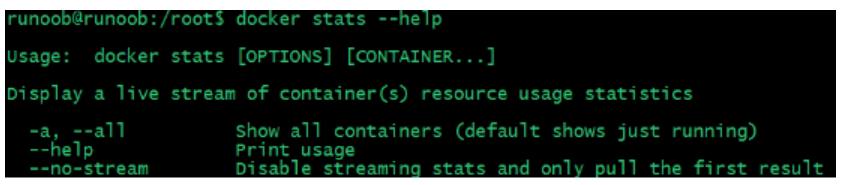 runoob@runoob:/root$ docker stats --help
Usage:  docker stats [OPTIONS] [CONTAINER...]
Display a live stream of container(s) resource usage statistics
  -a, --all          Show all containers (default shows just running)
  --help             Print usage
  --no-stream        Disable streaming stats and only pull the first result